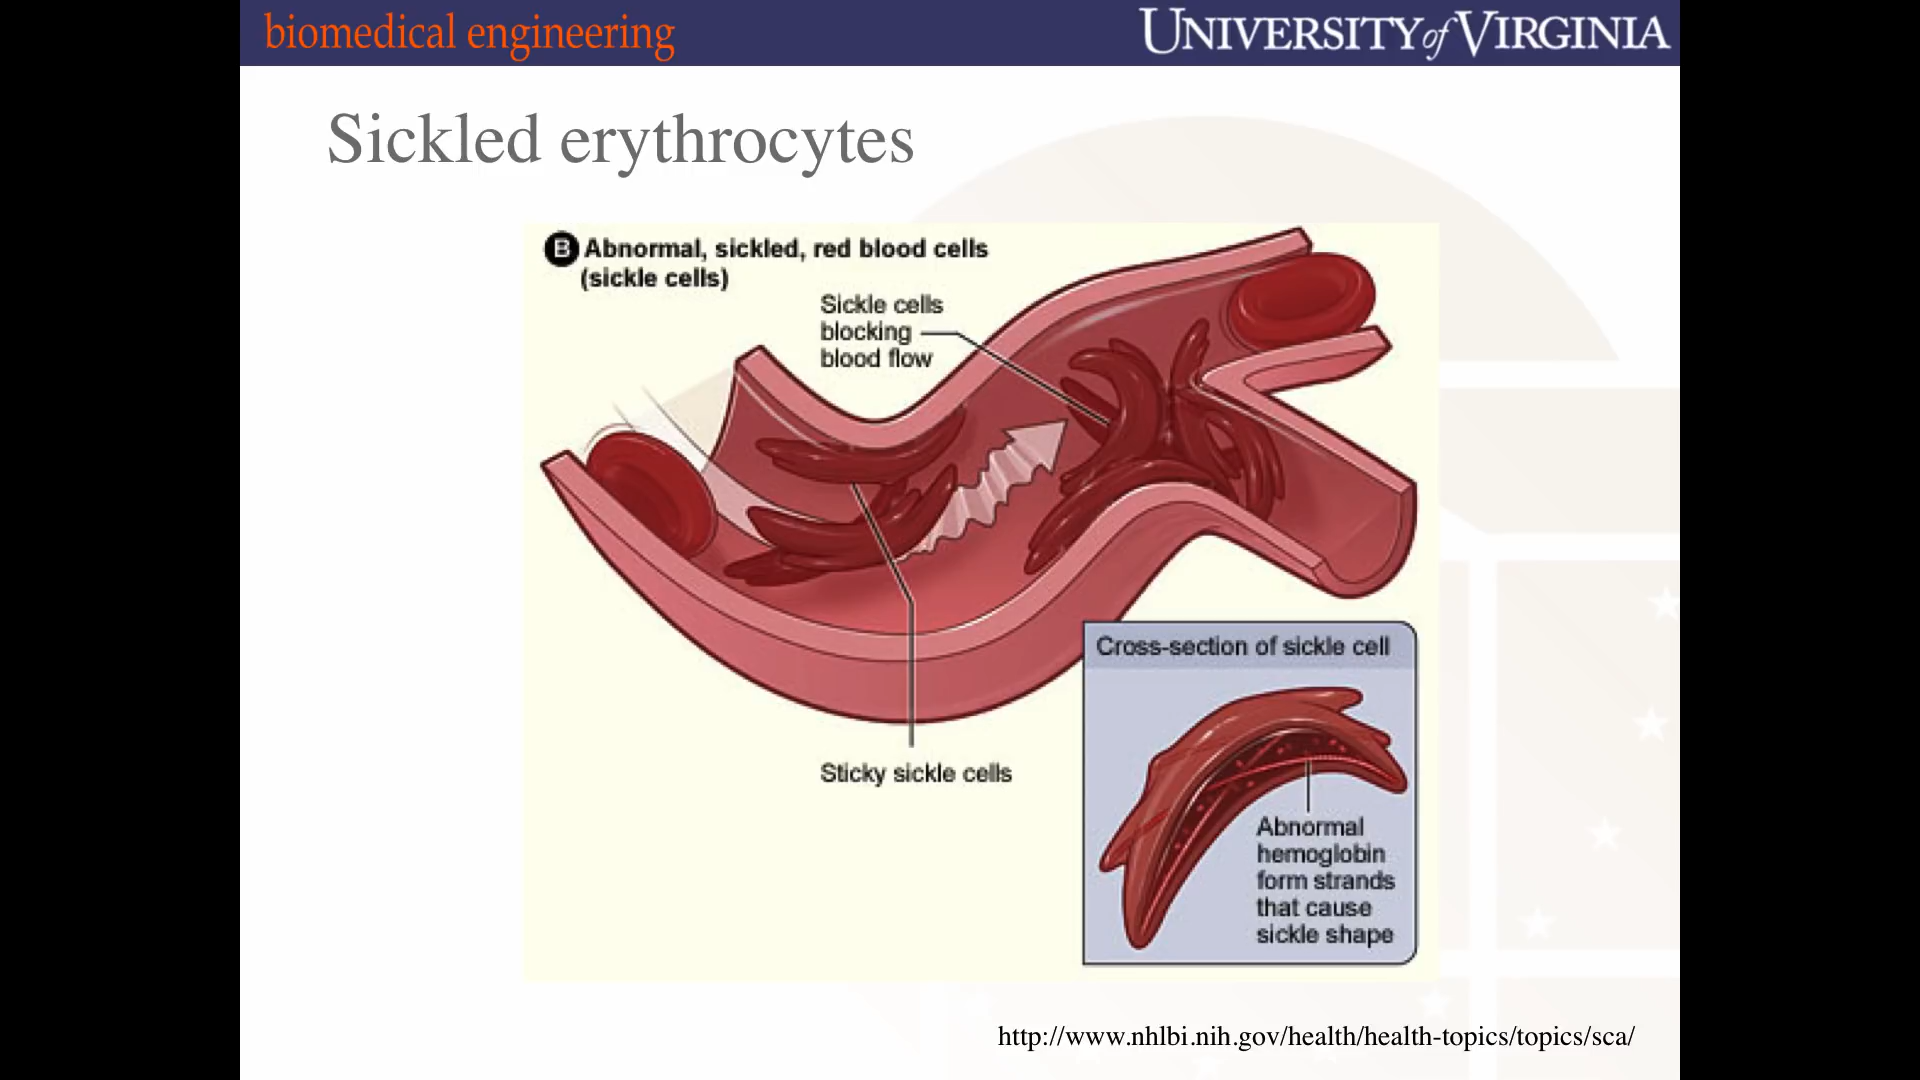 biomedical engineering
UNIVERSITY of VIRGINIA
Sickled erythrocytes
B Abnormal, sickled, red blood cells
(sickle cells)
Sickle cells
blocking
blood flow
Sticky sickle cells
Cross-section of sickle cell
Abnormal
hemoglobin
form strands
that cause
sickle shape
http://www.nhlbi.nih.gov/health/health-topics/topics/sca/